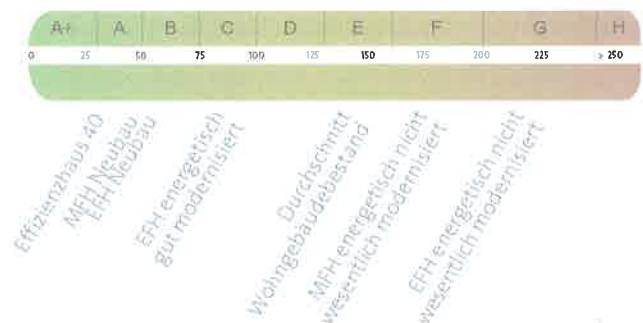 A+ A B C D E F G H
0 25 50 75 100 125 150 175 200 225 > 250
Effizienzhaus 40
MFH Neubau
EFH Neubau
EFH energetisch
gut modernisiert
Durchschnitt
Wohngebäudebestand
MFH energetisch nicht
wesentlich modernisiert
EFH energetisch nicht
wesentlich modernisiert